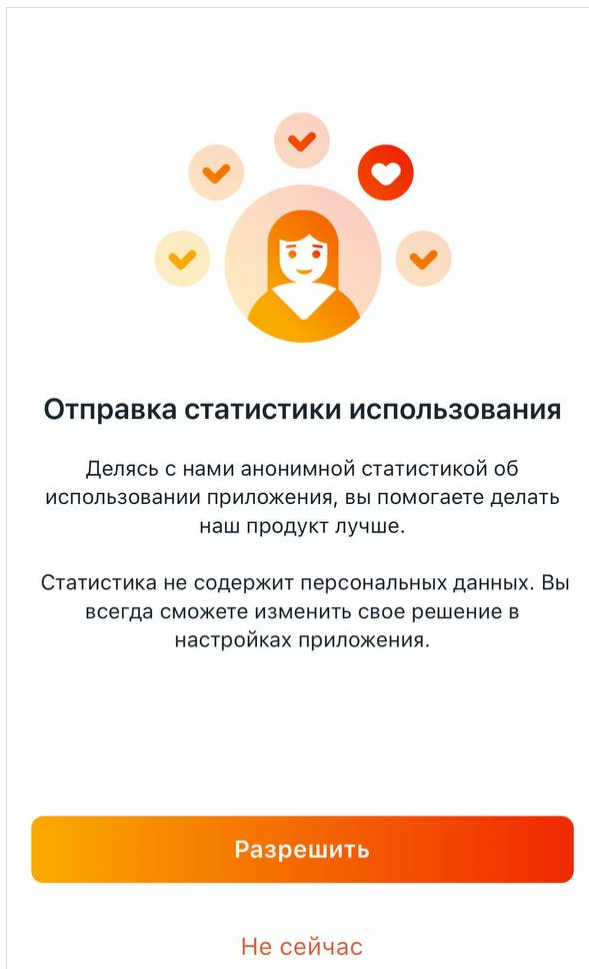 Отправка статистики использования
Делясь с нами анонимной статистикой об
использовании приложения, вы помогаете делать
наш продукт лучше.
Статистика не содержит персональных данных. Вы
всегда сможете изменить свое решение в
настройках приложения.
Разрешить
Не сейчас